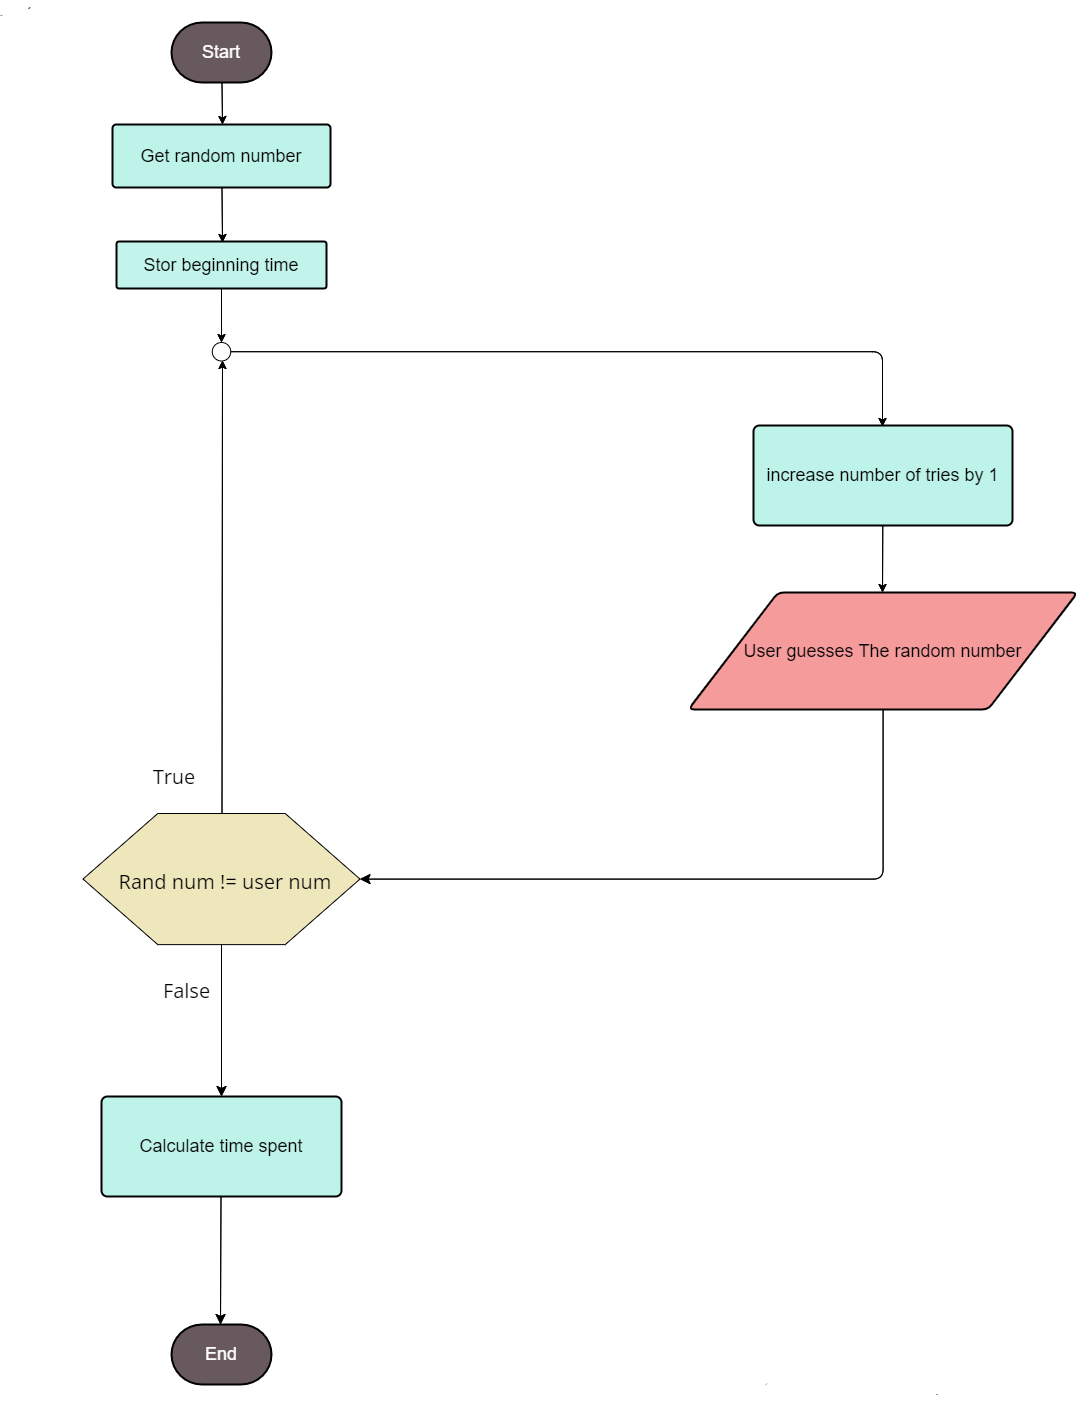 Start
Get random number
Stor beginning time
increase number of tries by 1
User guesses The random number
True
Rand num != user num
False
Calculate time spent
End